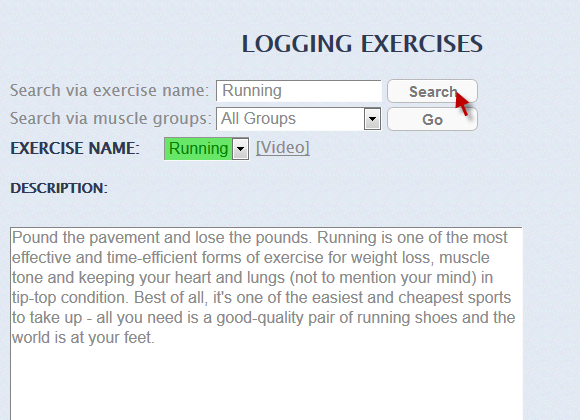 LOGGING EXERCISES
Search via exercise name: Running Search
Search via muscle groups: All Groups Go
EXERCISE NAME: Running [Video]
DESCRIPTION:
Pound the pavement and lose the pounds. Running is one of the most
effective and time-efficient forms of exercise for weight loss, muscle
tone and keeping your heart and lungs (not to mention your mind) in
tip-top condition. Best of all, it's one of the easiest and cheapest sports
to take up - all you need is a good-quality pair of running shoes and the
world is at your feet.